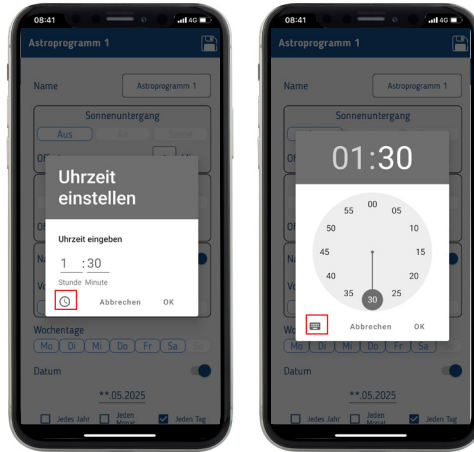 08:41
4G
Astroprogramm 1
Name
Astroprogramm 1
Sonnenuntergang
Aus
Uhrzeit
einstellen
Uhrzeit eingeben
1 :30
Stunde Minute
Abbrechen
OK
Wochentage
Mo Di Mi Do Fr Sa
Datum
**.05.2025
Jedes Jahr
Jeden
Monat
Jeden Tag
08:41
4G
Astroprogramm 1
Name
Astroprogramm 1
Sonnenuntergang
01:30
00
55
05
50
10
45
15
40
20
35
25
30
Abbrechen
OK
Mo Di Mi Do Fr Sa
Datum
**.05.2025
Jedes Jahr
Jeden
Monat
Jeden Tag